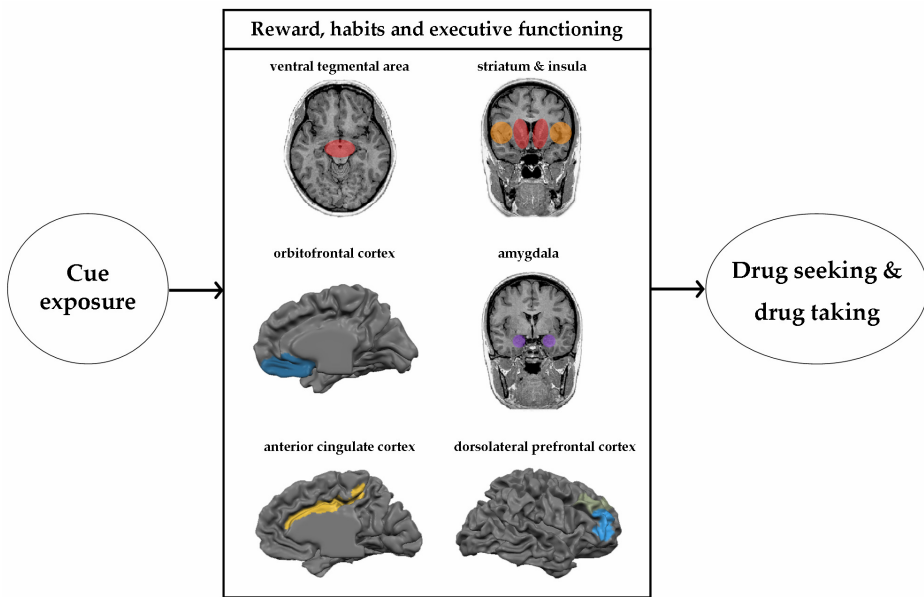 Reward, habits and executive functioning
ventral tegmental area
striatum & insula
Cue
exposure
orbitofrontal cortex
amygdala
Drug seeking &
drug taking
anterior cingulate cortex
dorsolateral prefrontal cortex